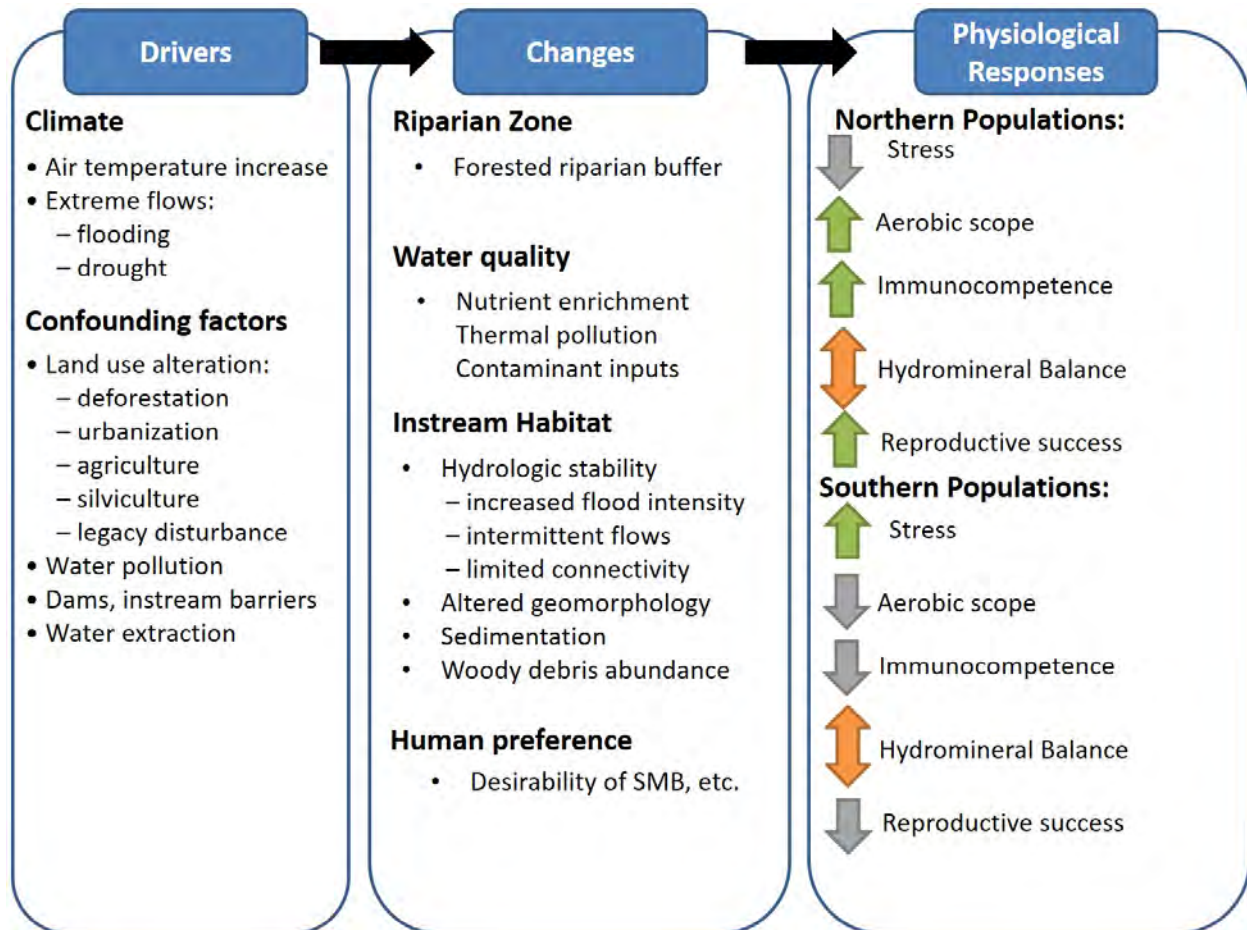 Drivers
Climate
• Air temperature increase
• Extreme flows:
– flooding
– drought
Confounding factors
• Land use alteration:
– deforestation
– urbanization
– agriculture
– silviculture
– legacy disturbance
• Water pollution
• Dams, instream barriers
• Water extraction
Changes
Riparian Zone
• Forested riparian buffer
Water quality
• Nutrient enrichment
Thermal pollution
Contaminant inputs
Instream Habitat
• Hydrologic stability
– increased flood intensity
– intermittent flows
– limited connectivity
• Altered geomorphology
• Sedimentation
• Woody debris abundance
Human preference
• Desirability of SMB, etc.
Physiological
Responses
Northern Populations:
Stress
Aerobic scope
Immunocompetence
Hydromineral Balance
Reproductive success
Southern Populations:
Stress
Aerobic scope
Immunocompetence
Hydromineral Balance
Reproductive success